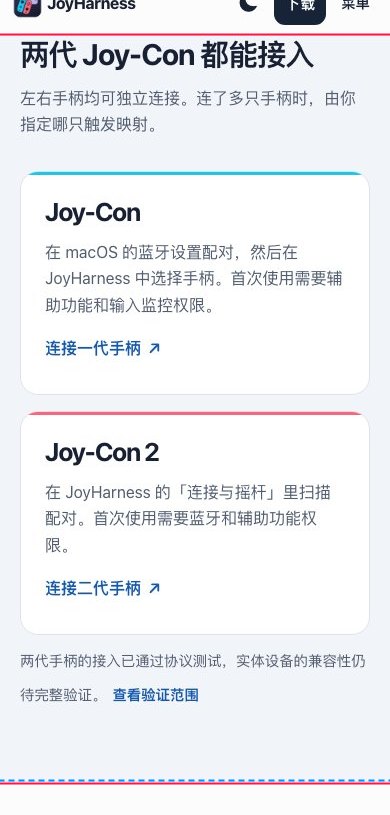 JoyHarness
下载
菜单
两代 Joy-Con 都能接入
左右手柄均可独立连接。连了多只手柄时，由你
指定哪只触发映射。
Joy-Con
在 macOS 的蓝牙设置配对，然后在
JoyHarness 中选择手柄。首次使用需要辅
助功能和输入监控权限。
连接一代手柄 ↗
Joy-Con 2
在 JoyHarness 的「连接与摇杆」里扫描
配对。首次使用需要蓝牙和辅助功能权
限。
连接二代手柄 ↗
两代手柄的接入已通过协议测试，实体设备的兼容性仍
待完整验证。 查看验证范围